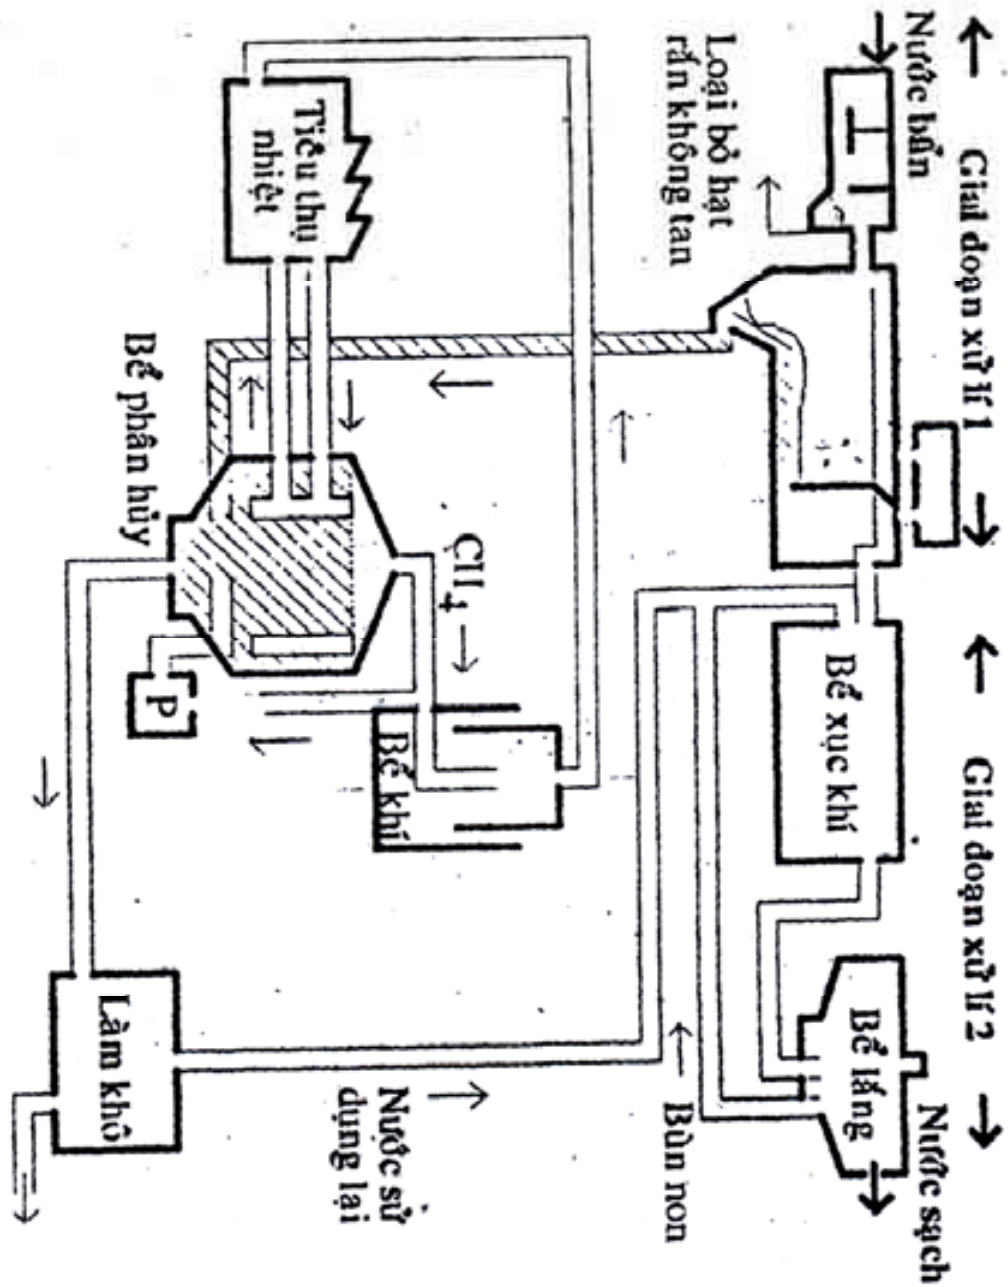 Giai đoạn xử lí 1
Giai đoạn xử lí 2
Nước bẩn
Nước sạch
Loại bỏ hạt
rắn không tan
Bể xục khí
Bể lắng
Bùn non
Tiêu thụ
nhiệt
CH4
Bể khí
Nước sử
dụng lại
Bể phân hủy
P
Làm khô